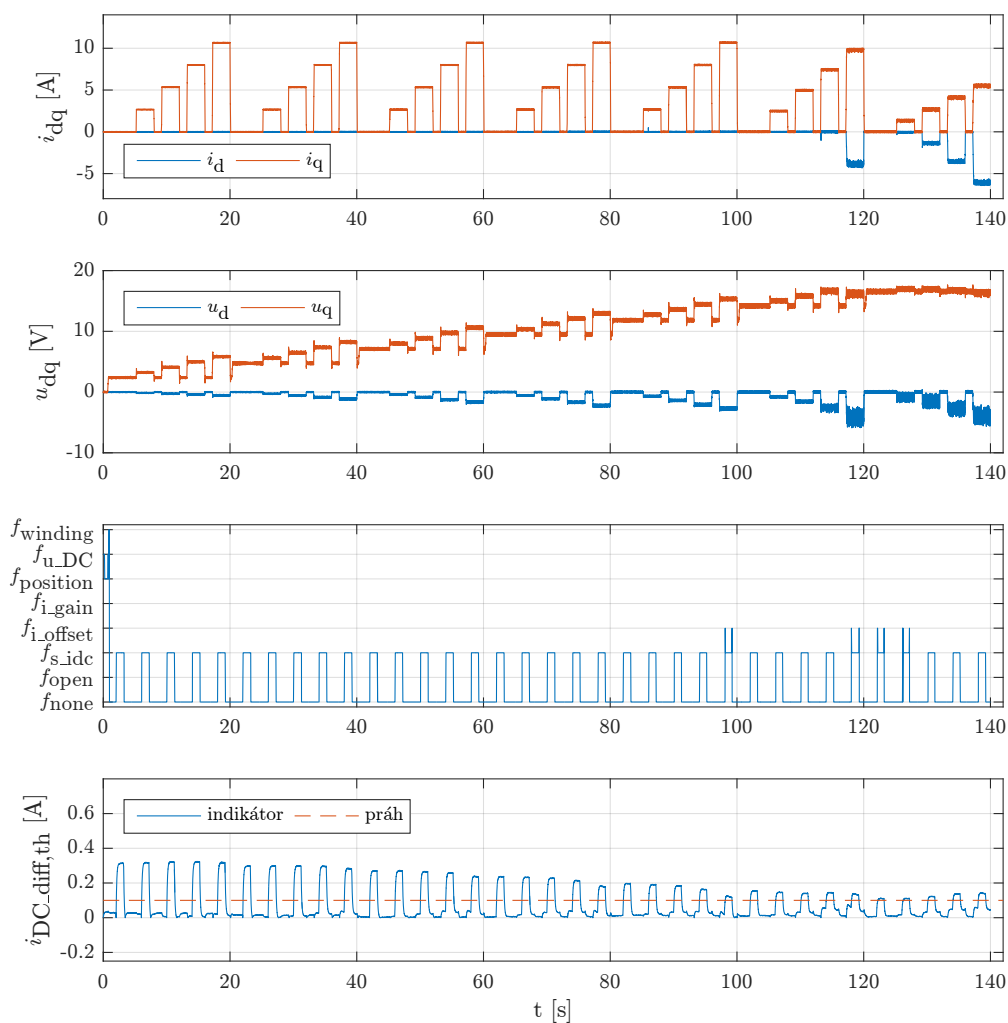 10
5
0
-5
i_dq [A]
i_d i_q
0 20 40 60 80 100 120 140
20
10
0
-10
u_dq [V]
u_d u_q
0 20 40 60 80 100 120 140
f_winding
f_u_DC
f_position
f_i_gain
f_i_offset
f_s_idc
f_open
f_none
0 20 40 60 80 100 120 140
0.6
0.4
0.2
0
-0.2
i_DC_diff,th [A]
indikátor práh
0 20 40 60 80 100 120 140
t [s]